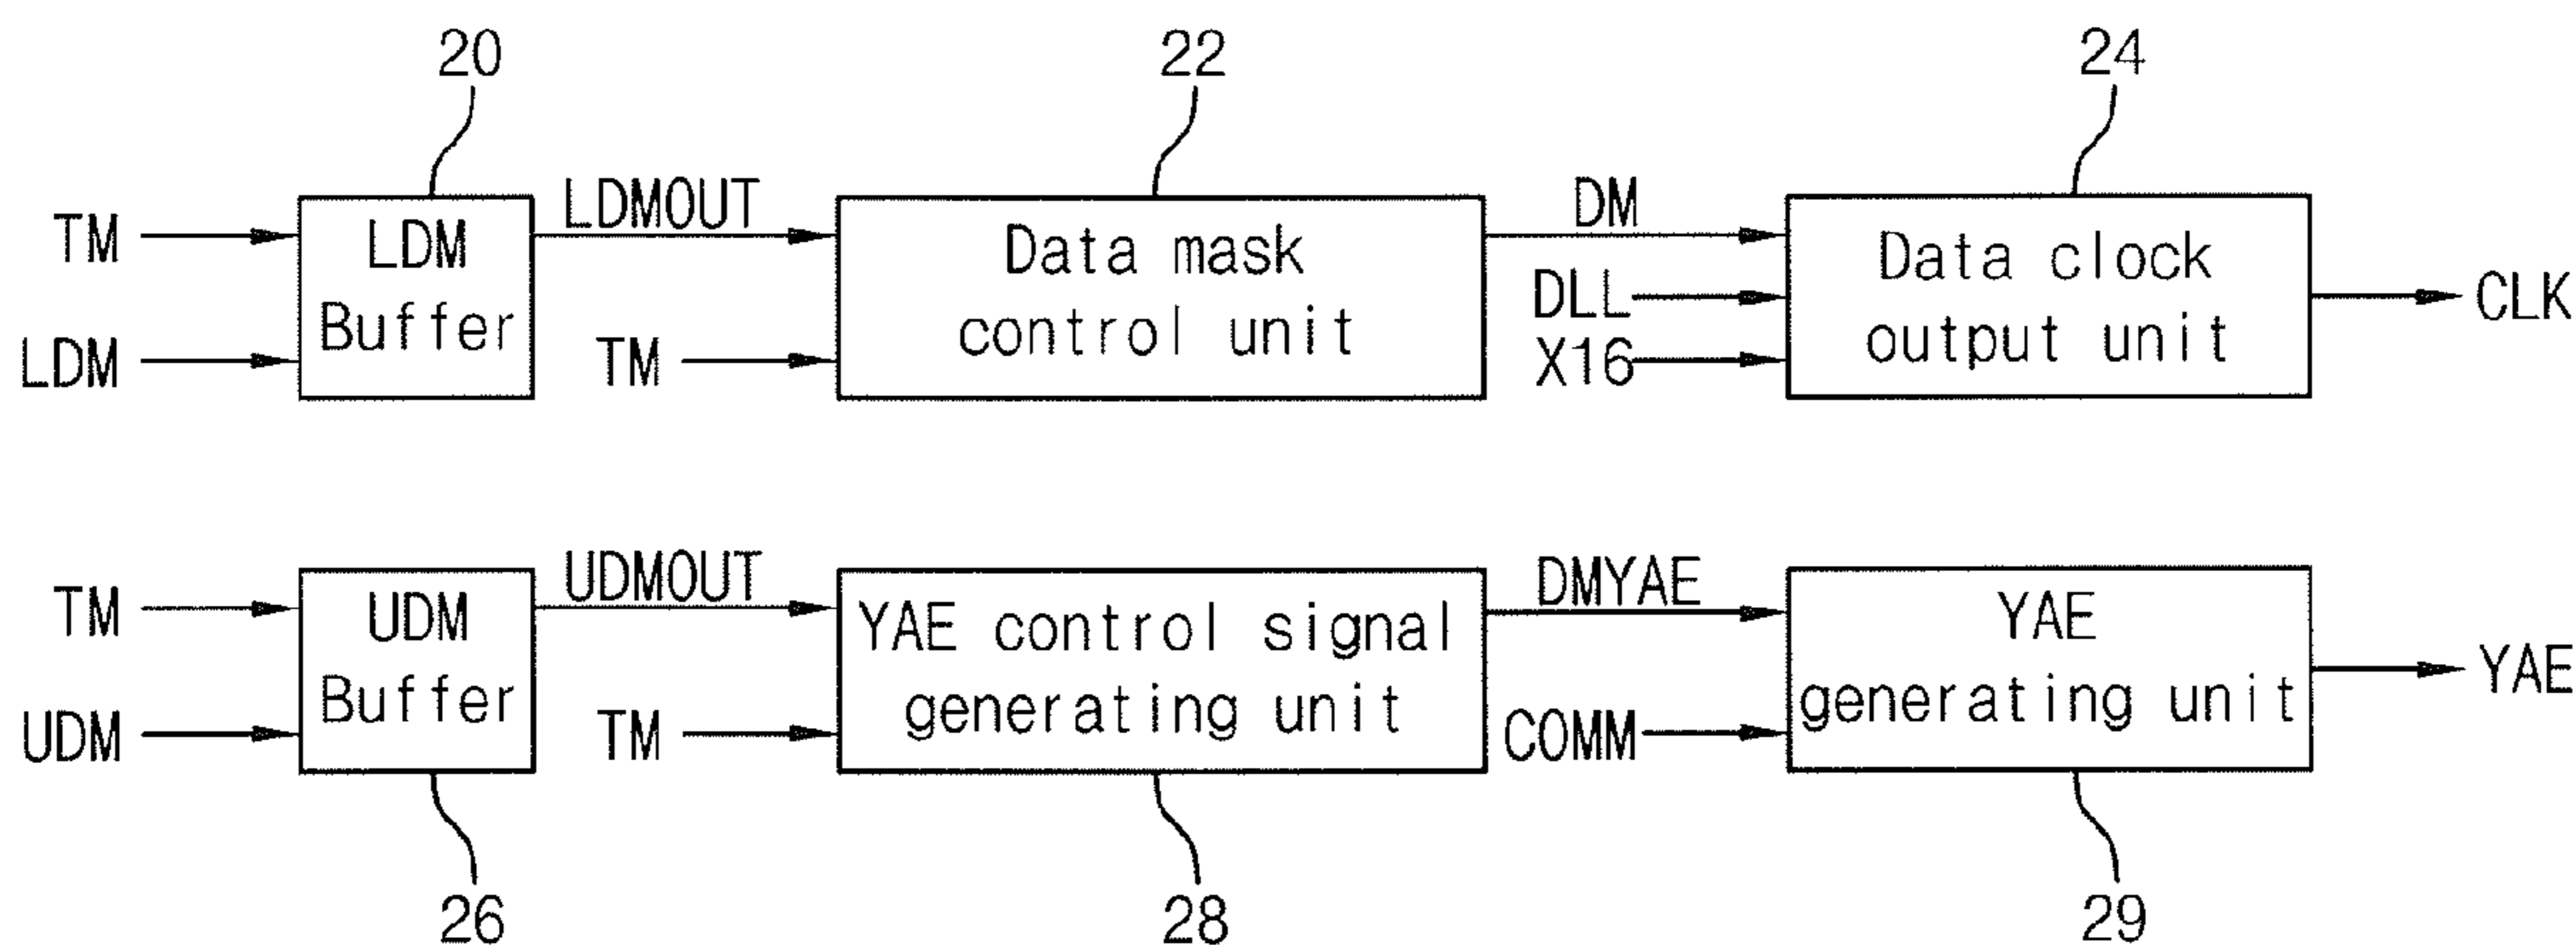 20
22
24
TM
LDM
LDM
Buffer
LDMOUT
TM
Data mask
control unit
DM
DLL
X16
Data clock
output unit
CLK
TM
UDM
UDM
Buffer
UDMOUT
TM
YAE control signal
generating unit
DMYAE
COMM
YAE
generating unit
YAE
26
28
29